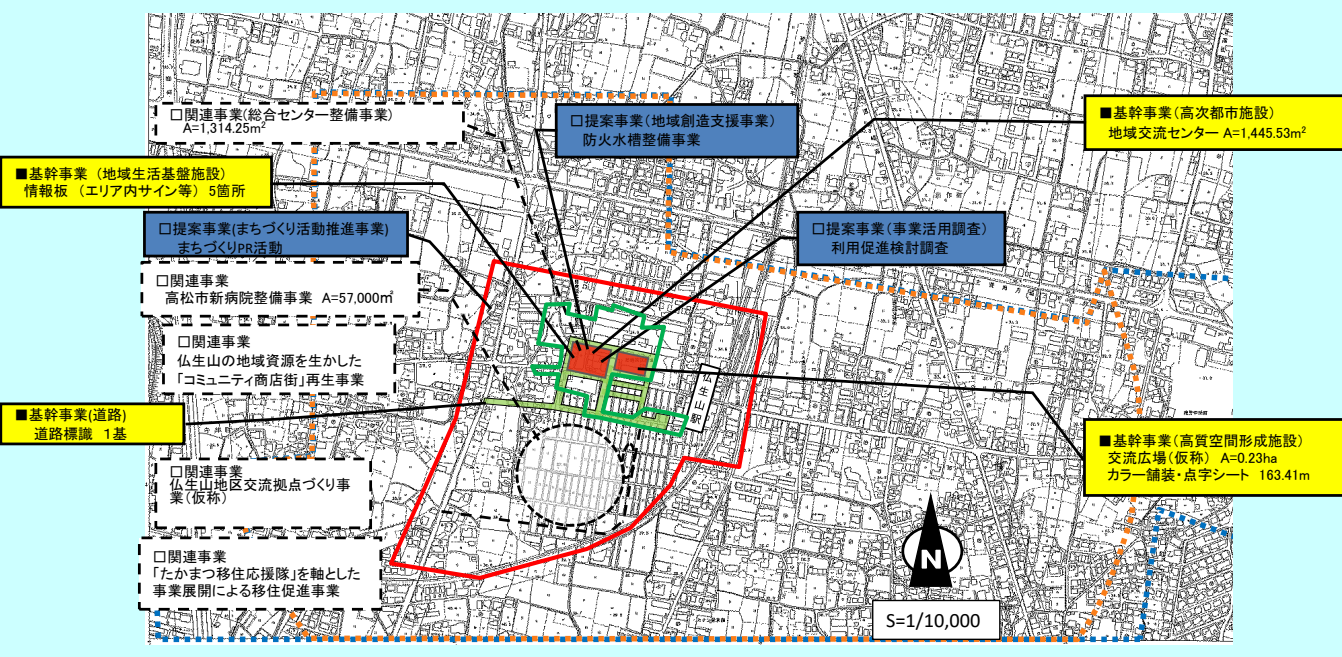 □関連事業(総合センター整備事業)
A=1,314.25㎡
□提案事業(地域創造支援事業)
防火水槽整備事業
■基幹事業(高次都市施設)
地域交流センター A=1,445.53㎡
■基幹事業 (地域生活基盤施設)
情報板 (エリア内サイン等) 5箇所
□提案事業(まちづくり活動推進事業)
まちづくりPR活動
□提案事業(事業活用調査)
利用促進検討調査
□関連事業
高松市新病院整備事業 A=57,000㎡
□関連事業
仏生山の地域資源を生かした
「コミュニティ商店街」再生事業
仏生山駅
■基幹事業(道路)
道路標識 1基
■基幹事業(高質空間形成施設)
交流広場(仮称) A=0.23ha
カラー舗装・点字シート 163.41m
□関連事業
仏生山地区交流拠点づくり事
業(仮称)
□関連事業
「たかまつ移住応援隊」を軸とした
事業展開による移住促進事業
N
S=1/10,000